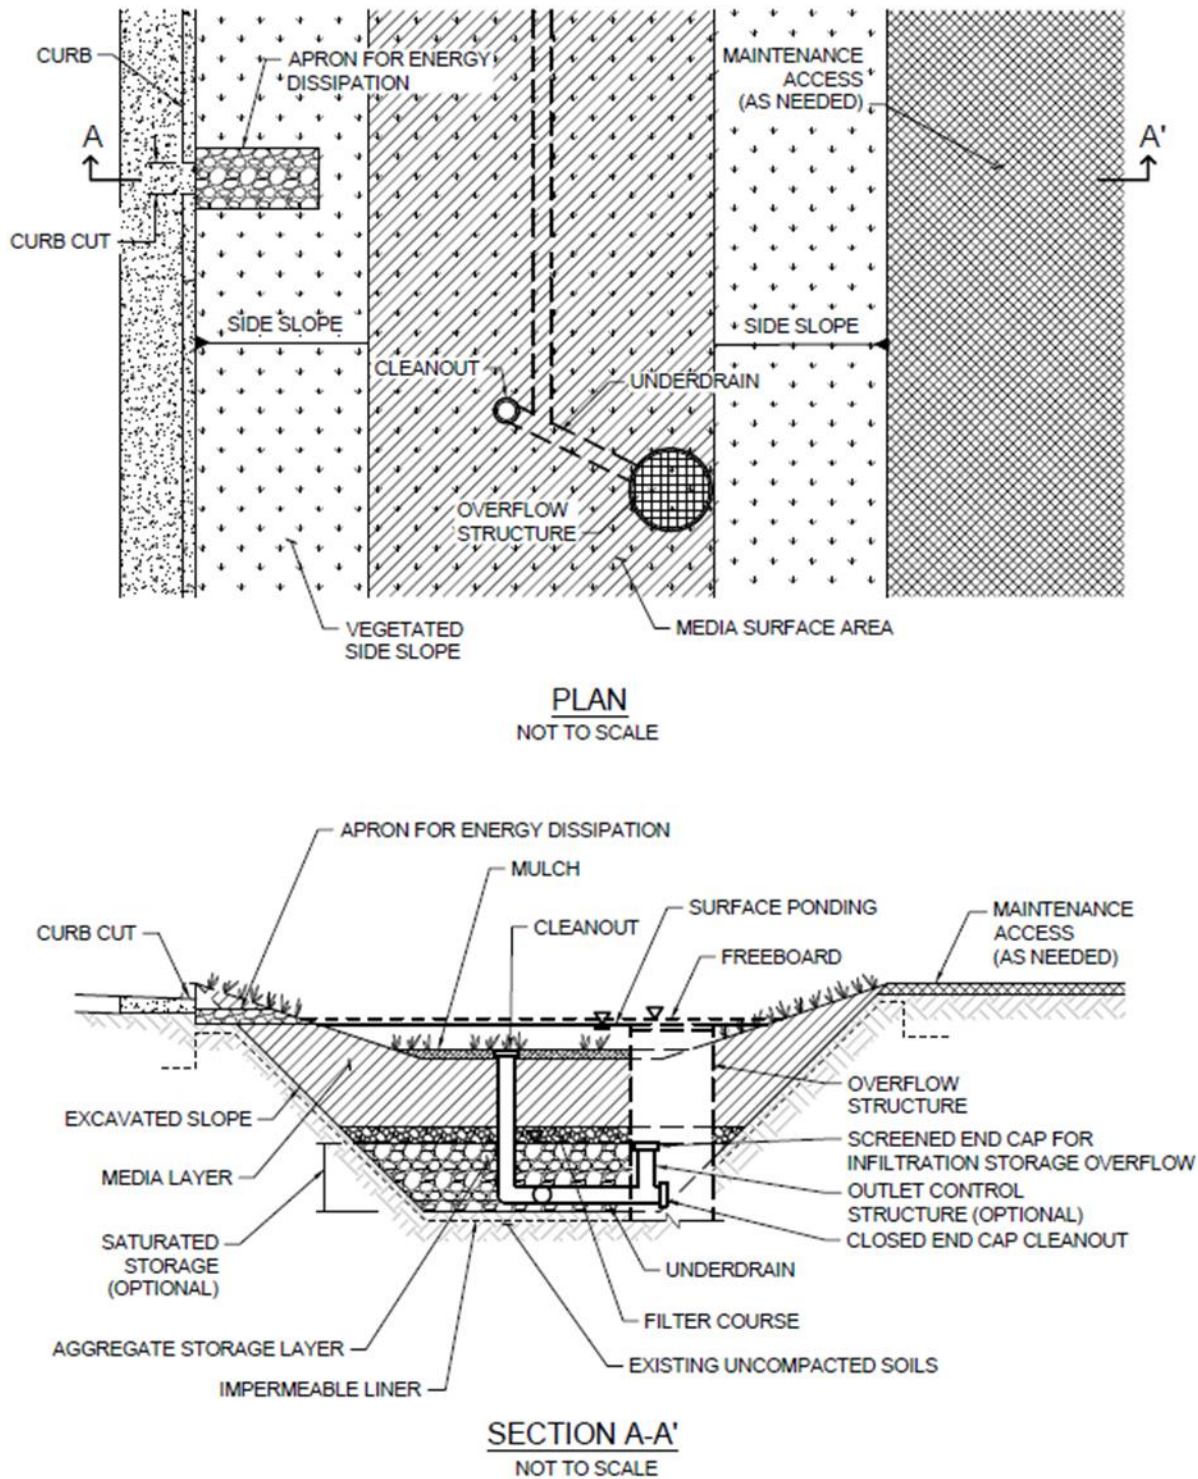 CURB
APRON FOR ENERGY
DISSIPATION
MAINTENANCE
ACCESS
(AS NEEDED)
A
A'
CURB CUT
SIDE SLOPE
SIDE SLOPE
CLEANOUT
UNDERDRAIN
OVERFLOW
STRUCTURE
VEGETATED
SIDE SLOPE
MEDIA SURFACE AREA
PLAN
NOT TO SCALE
APRON FOR ENERGY DISSIPATION
MULCH
SURFACE PONDING
MAINTENANCE
ACCESS
(AS NEEDED)
CURB CUT
CLEANOUT
FREEBOARD
EXCAVATED SLOPE
OVERFLOW
STRUCTURE
SCREENED END CAP FOR
INFILTRATION STORAGE OVERFLOW
MEDIA LAYER
OUTLET CONTROL
STRUCTURE (OPTIONAL)
CLOSED END CAP CLEANOUT
SATURATED
STORAGE
(OPTIONAL)
UNDERDRAIN
FILTER COURSE
AGGREGATE STORAGE LAYER
EXISTING UNCOMPACTED SOILS
IMPERMEABLE LINER
SECTION A-A'
NOT TO SCALE